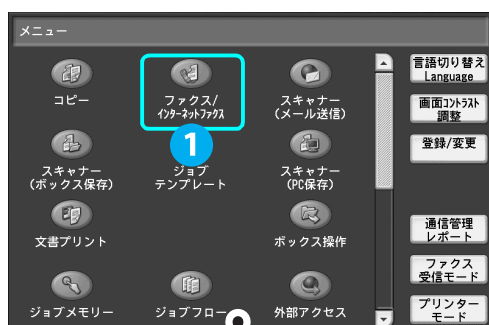 メニュー
コピー
ファクス/
インターネットファクス
スキャナー
(メール送信)
スキャナー
(ボックス保存)
1
ジョブ
テンプレート
スキャナー
(PC保存)
文書プリント
ボックス操作
ジョブメモリー
ジョブフロー
外部アクセス
言語切り替え
Language
画面コントラスト
調整
登録/変更
通信管理
レポート
ファクス
受信モード
プリンター
モード